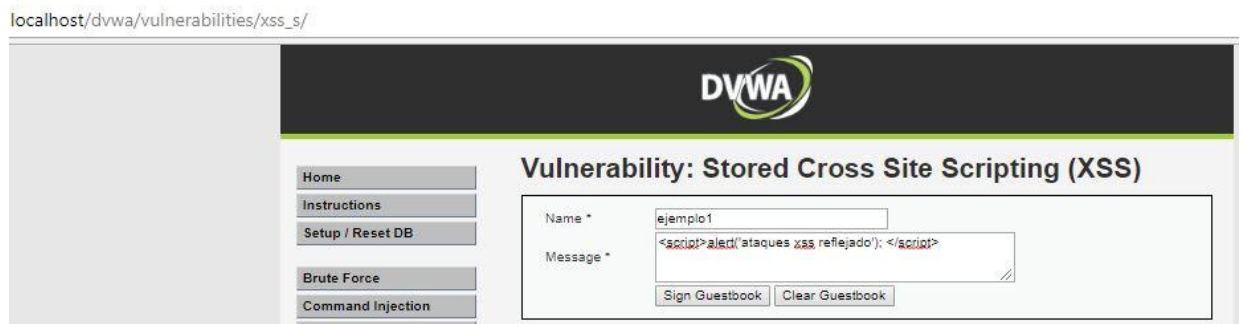 localhost/dvwa/vulnerabilities/xss_s/
DVWA
Vulnerability: Stored Cross Site Scripting (XSS)
Home
Instructions
Setup / Reset DB
Brute Force
Command Injection
Name *
ejemplo1
Message *
<script>alert('ataques xss reflejado'); </script>
Sign Guestbook
Clear Guestbook